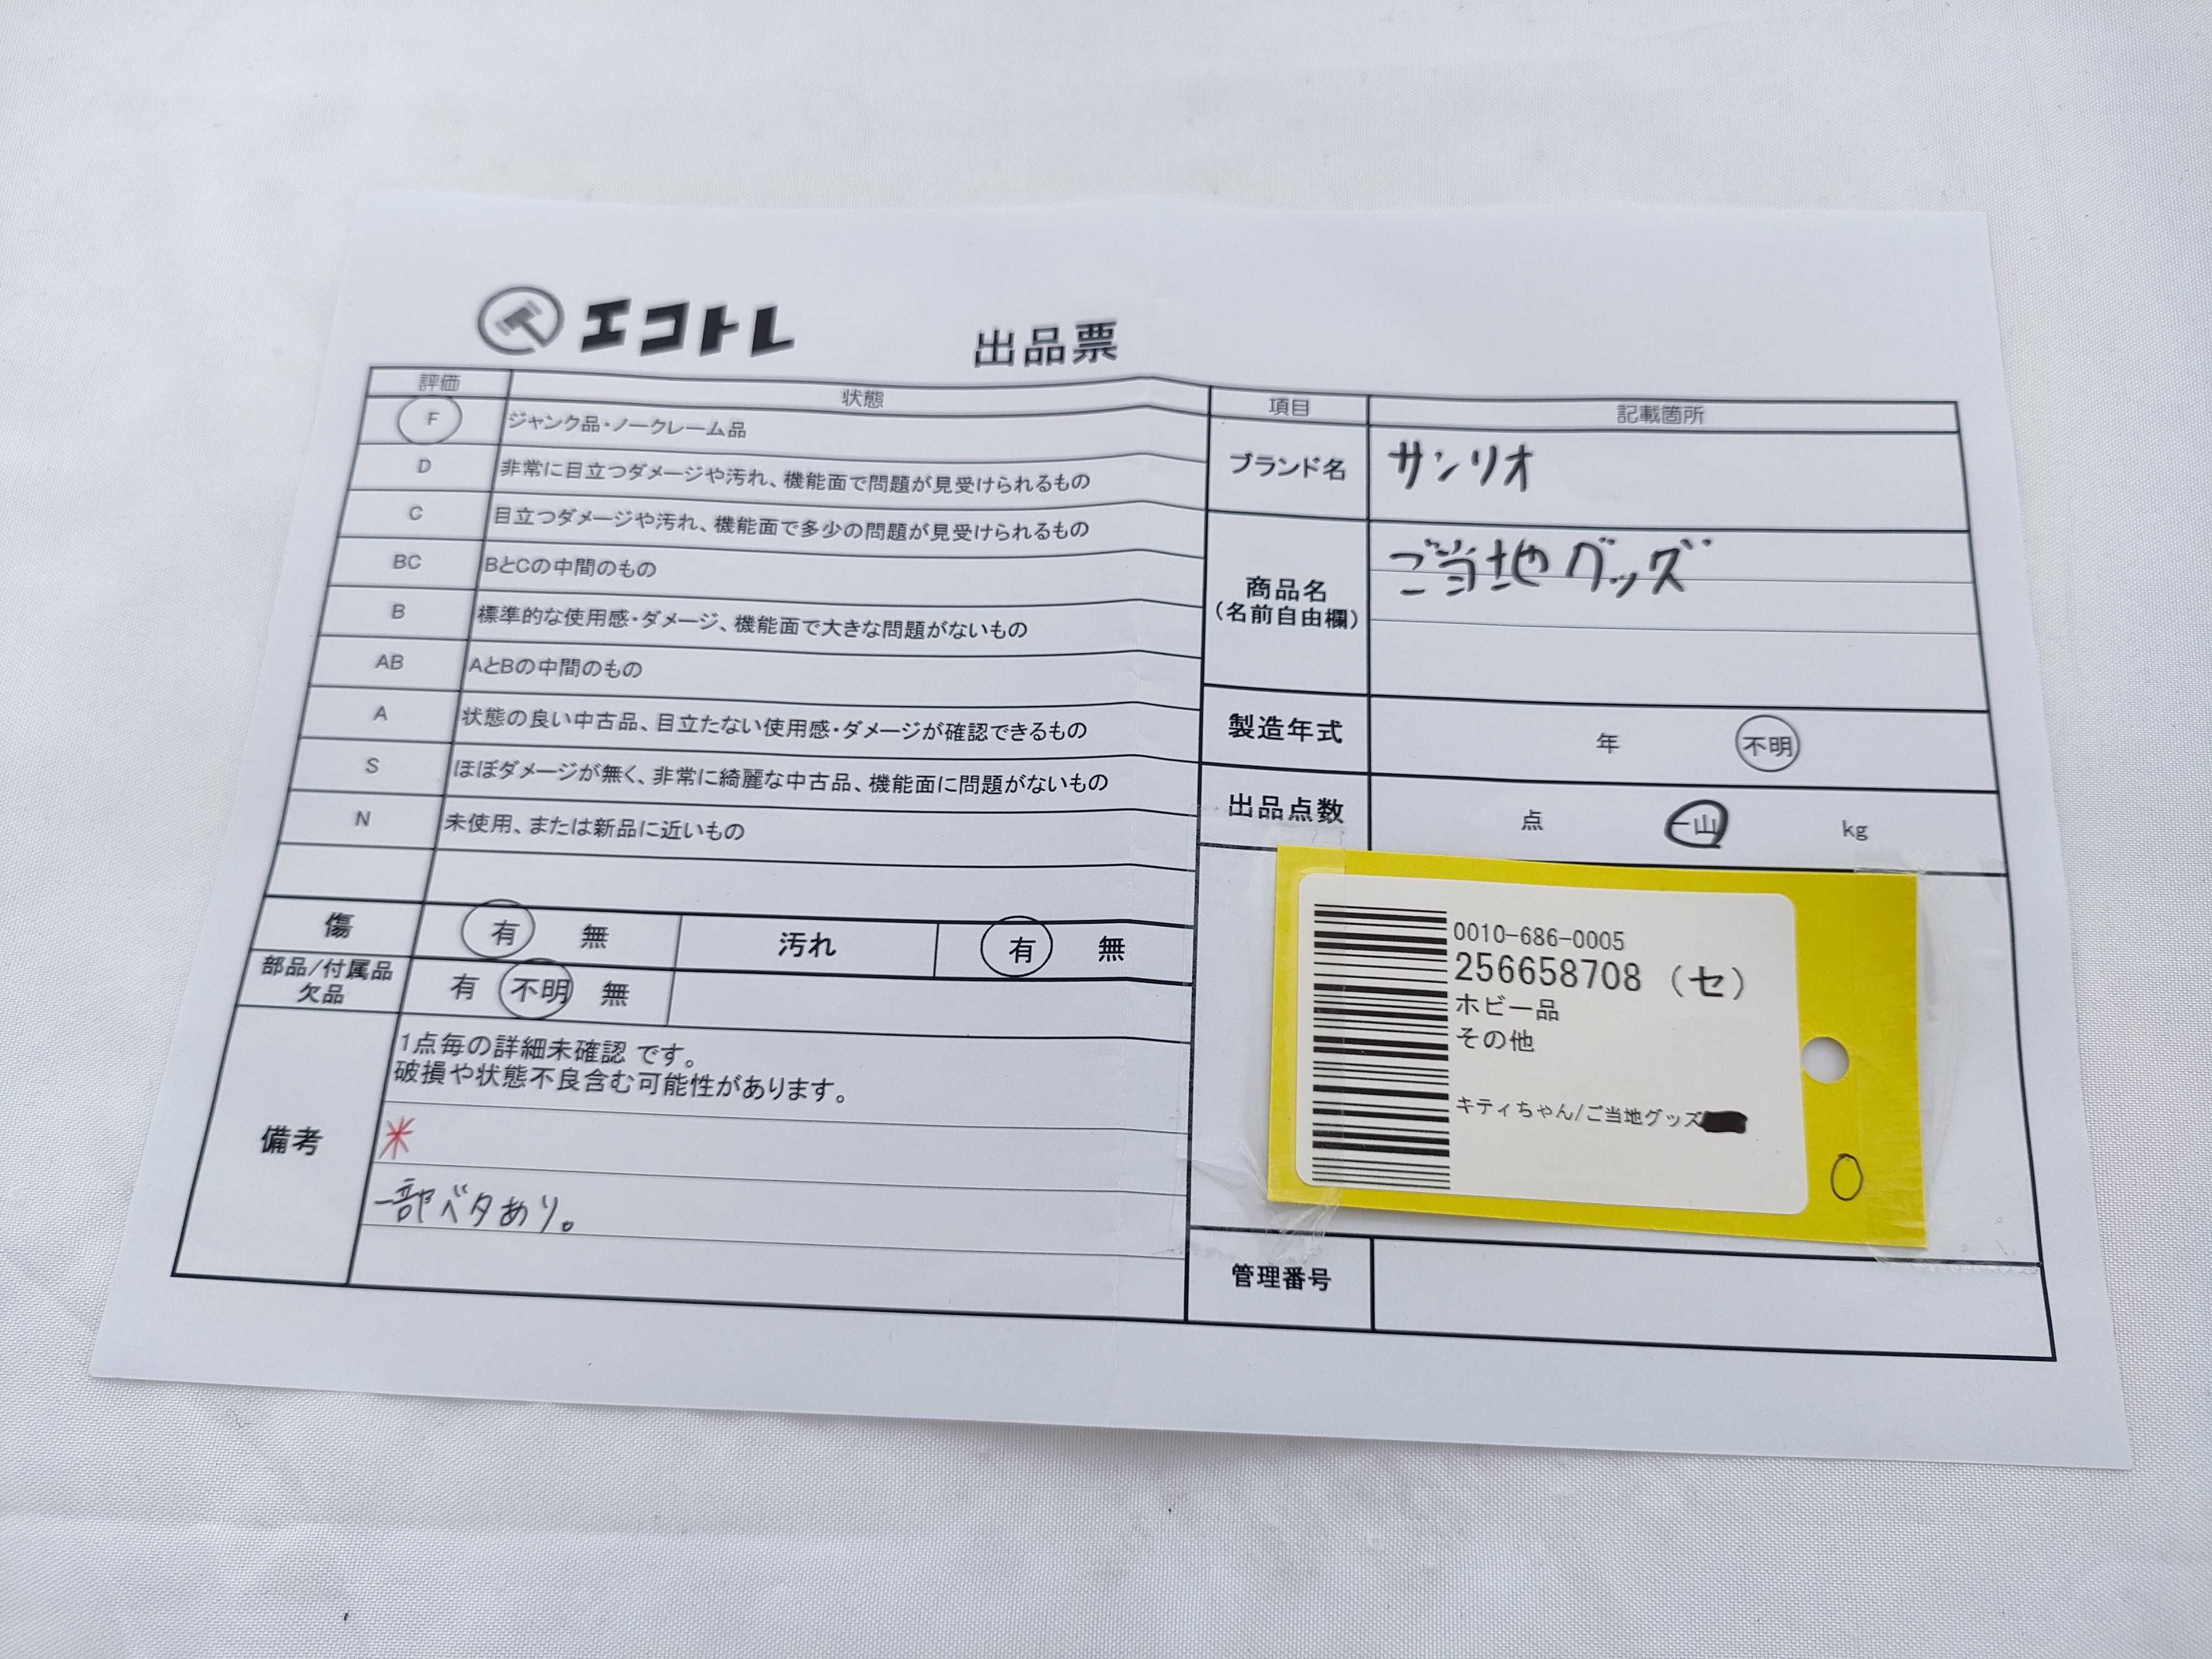 エコトレ 出品票
評価 状態
F ジャンク品・ノークレーム品
D 非常に目立つダメージや汚れ、機能面で問題が見受けられるもの
C 目立つダメージや汚れ、機能面で多少の問題が見受けられるもの
BC BとCの中間のもの
B 標準的な使用感・ダメージ、機能面で大きな問題がないもの
AB AとBの中間のもの
A 状態の良い中古品、目立たない使用感・ダメージが確認できるもの
S ほぼダメージが無く、非常に綺麗な中古品、機能面に問題がないもの
N 未使用、または新品に近いもの
傷 有 無 汚れ 有 無
部品/付属品
欠品 有 不明 無
備考
1点毎の詳細未確認 です。
破損や状態不良含む可能性があります。
＊
一部ベタあり。
項目 記載箇所
ブランド名 サンリオ
商品名
(名前自由欄)
ご当地グッズ
製造年式 年 不明
出品点数 点 一山 kg
0010-686-0005
256658708 (セ)
ホビー品
その他
キティちゃん/ご当地グッズ
0
管理番号